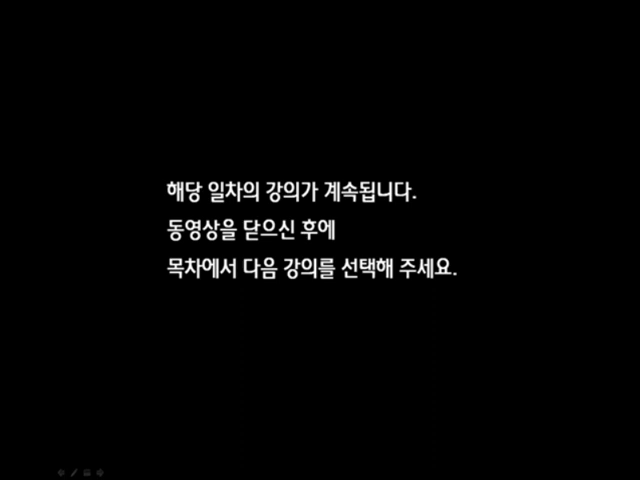 해당 일차의 강의가 계속됩니다.
동영상을 닫으신 후에
목차에서 다음 강의를 선택해 주세요.